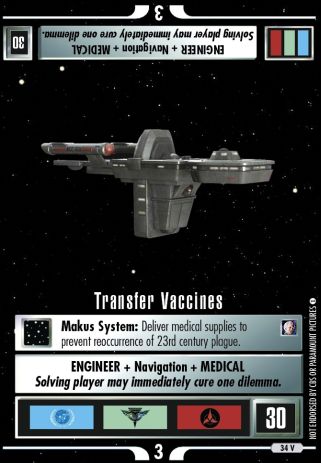 3
30
ENGINEER + Navigation + MEDICAL
Solving player may immediately cure one dilemma.
Transfer Vaccines
Makus System: Deliver medical supplies to
prevent reoccurrence of 23rd century plague.
ENGINEER + Navigation + MEDICAL
Solving player may immediately cure one dilemma.
30
NOT ENDORSED BY CBS OR PARAMOUNT PICTURES
34 V
3